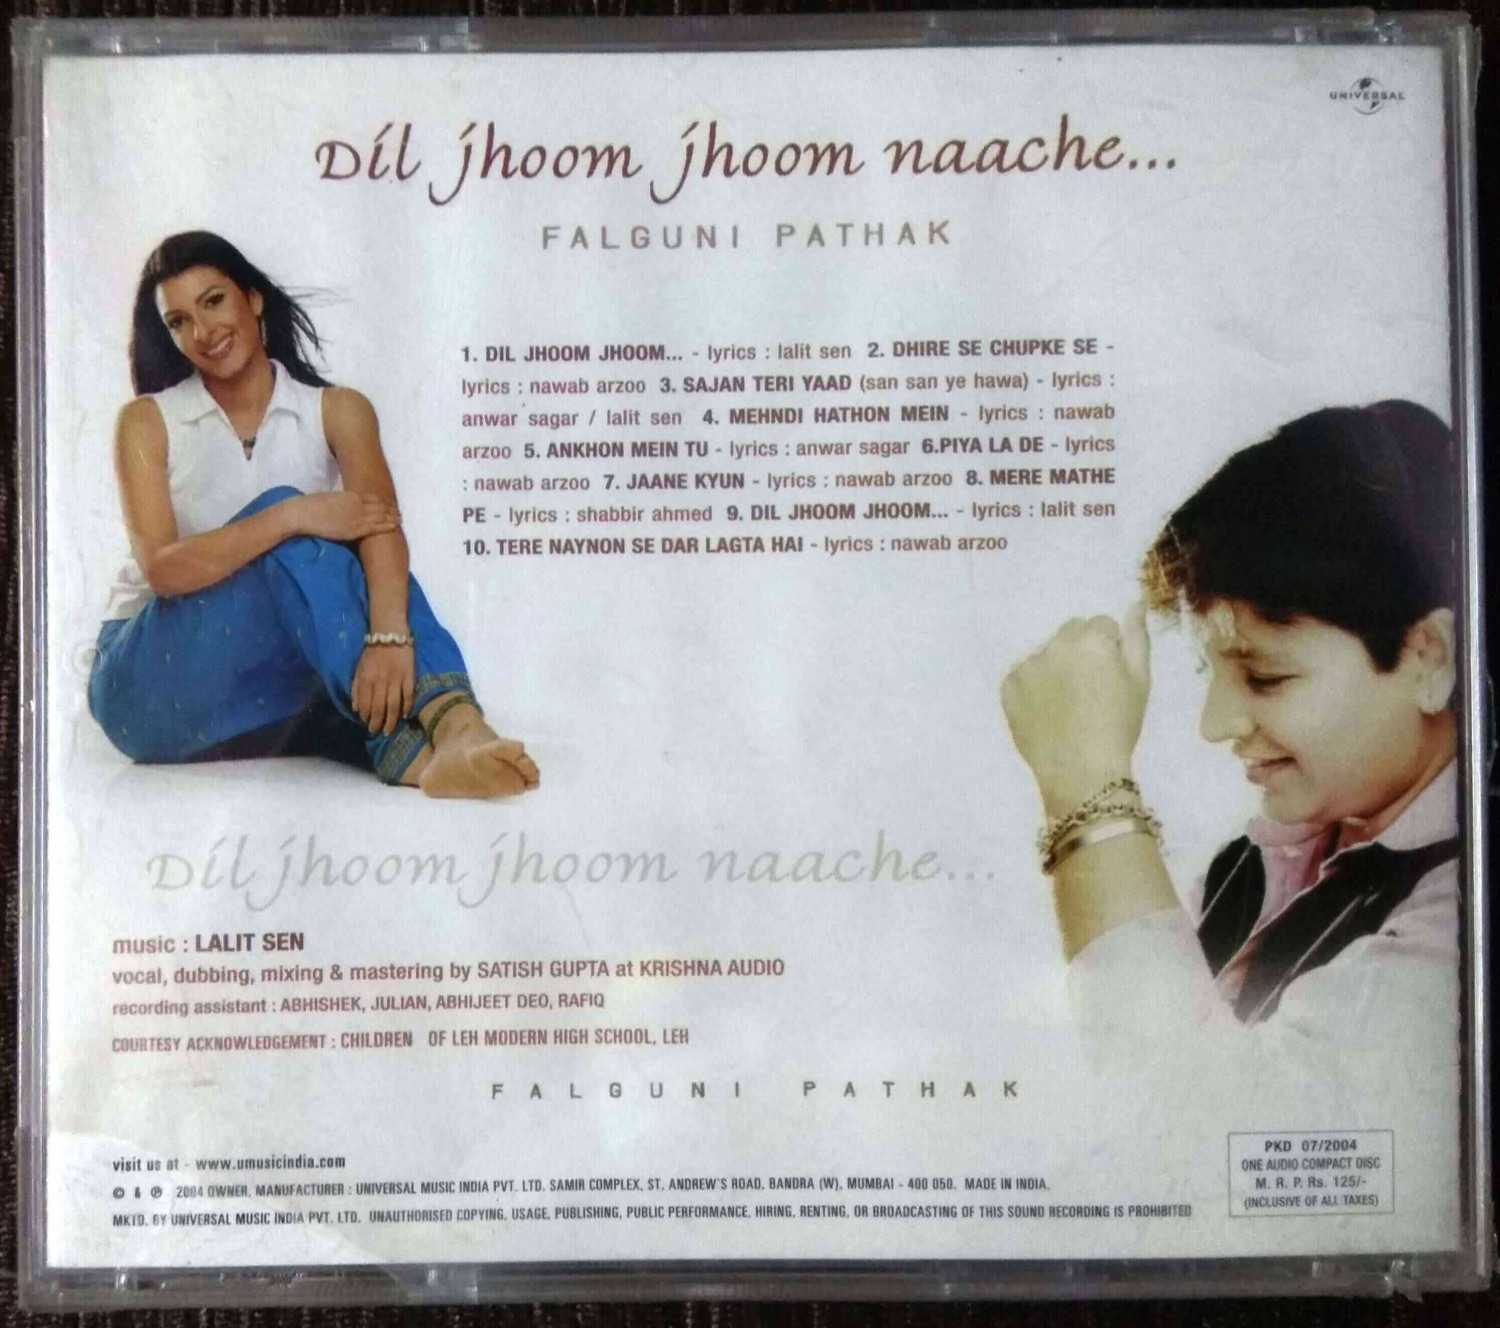 UNIVERSAL
Dil jhoom jhoom naache...
FALGUNI PATHAK
1. DIL JHOOM JHOOM... - lyrics : lalit sen 2. DHIRE SE CHUPKE SE -
lyrics : nawab arzoo 3. SAJAN TERI YAAD (san san ye hawa) - lyrics :
anwar sagar / lalit sen 4. MEHNDI HATHON MEIN - lyrics : nawab
arzoo 5. ANKHON MEIN TU - lyrics : anwar sagar 6.PIYA LA DE - lyrics
: nawab arzoo 7. JAANE KYUN - lyrics : nawab arzoo 8. MERE MATHE
PE - lyrics : shabbir ahmed 9. DIL JHOOM JHOOM... - lyrics : lalit sen
10. TERE NAYNON SE DAR LAGTA HAI - lyrics : nawab arzoo
Dil jhoom jhoom naache...
music : LALIT SEN
vocal, dubbing, mixing & mastering by SATISH GUPTA at KRISHNA AUDIO
recording assistant : ABHISHEK, JULIAN, ABHIJEET DEO, RAFIQ
COURTESY ACKNOWLEDGEMENT : CHILDREN OF LEH MODERN HIGH SCHOOL, LEH
FALGUNI PATHAK
visit us at - www.umusicindia.com
© & ℗ 2004 OWNER, MANUFACTURER : UNIVERSAL MUSIC INDIA PVT. LTD. SAMIR COMPLEX, ST. ANDREW'S ROAD, BANDRA (W), MUMBAI - 400 050. MADE IN INDIA.
MKTD. BY UNIVERSAL MUSIC INDIA PVT. LTD. UNAUTHORISED COPYING, USAGE, PUBLISHING, PUBLIC PERFORMANCE, HIRING, RENTING, OR BROADCASTING OF THIS SOUND RECORDING IS PROHIBITED
PKD 07/2004
ONE AUDIO COMPACT DISC
M. R. P. Rs. 125/-
(INCLUSIVE OF ALL TAXES)